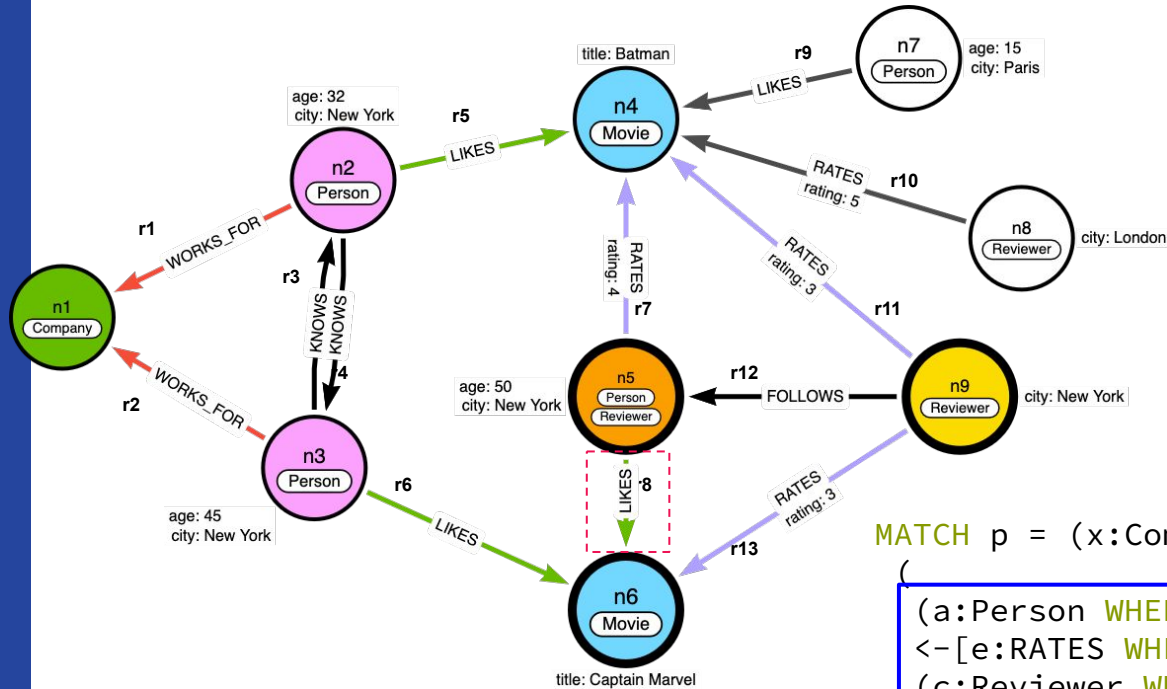 title: Batman
r9
n7
Person
age: 15
city: Paris
LIKES
age: 32
city: New York
r5
n4
Movie
LIKES
n2
Person
RATES
rating: 5
r10
n8
Reviewer
city: London
r1
WORKS_FOR
r3
KNOWS
KNOWS
4
RATES
rating: 4
r7
RATES
rating: 3
r11
n1
Company
r2
WORKS_FOR
n3
Person
age: 45
city: New York
r6
LIKES
age: 50
city: New York
n5
Person
Reviewer
r12
FOLLOWS
n9
Reviewer
city: New York
LIKES
r8
RATES
rating: 3
r13
n6
Movie
title: Captain Marvel
MATCH p = (x:Con
(
(a:Person WHE
<-[e:RATES WH
(c:Reviewer W